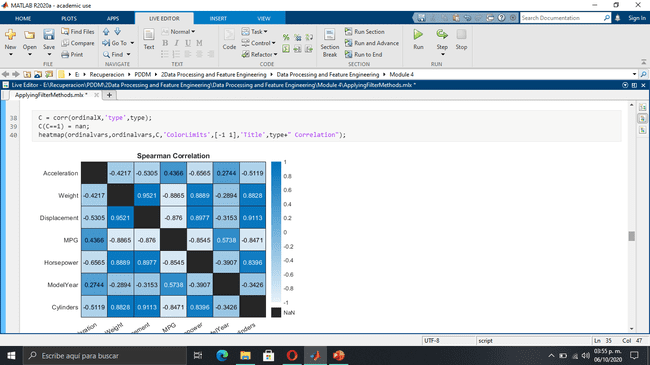 MATLAB R2020a - academic use
HOME PLOTS APPS LIVE EDITOR INSERT VIEW
Search Documentation Sign In
New Open Save
Find Files
Compare
Print
Go To
Find
Text
Normal
B I U M
Code
Task
Control
Refactor
Section Break
Run Section
Run and Advance
Run to End
Run Step Stop
FILE NAVIGATE TEXT CODE SECTION RUN
E: Recuperacion PDDM 2Data Processing and Feature Engineering Data Processing and Feature Engineering Module 4
Live Editor - E:\Recuperacion\PDDM\2Data Processing and Feature Engineering\Data Processing and Feature Engineering\Module 4\ApplyingFilterMethods.mlx *
ApplyingFilterMethods.mlx *
38 C = corr(ordinalX,'type',type);
39 C(C==1) = nan;
40 heatmap(ordinalvars,ordinalvars,C,'ColorLimits',[-1 1],'Title',type+" Correlation");
Spearman Correlation
Acceleration -0.4217 -0.5305 0.4366 -0.6565 0.2744 -0.5119
Weight -0.4217 0.9521 -0.8865 0.8889 -0.2894 0.8828
Displacement -0.5305 0.9521 -0.876 0.8977 -0.3153 0.9113
MPG 0.4366 -0.8865 -0.876 -0.8545 0.5738 -0.8471
Horsepower -0.6565 0.8889 0.8977 -0.8545 -0.3907 0.8396
ModelYear 0.2744 -0.2894 -0.3153 0.5738 -0.3907 -0.3426
Cylinders -0.5119 0.8828 0.9113 -0.8471 0.8396 -0.3426
1
0.8
0.6
0.4
0.2
0
-0.2
-0.4
-0.6
-0.8
-1
NaN
eration Weight ement MPG epower elYear inders
UTF-8 script Ln 35 Col 47
Escribe aquí para buscar
03:55 p. m.
06/10/2020